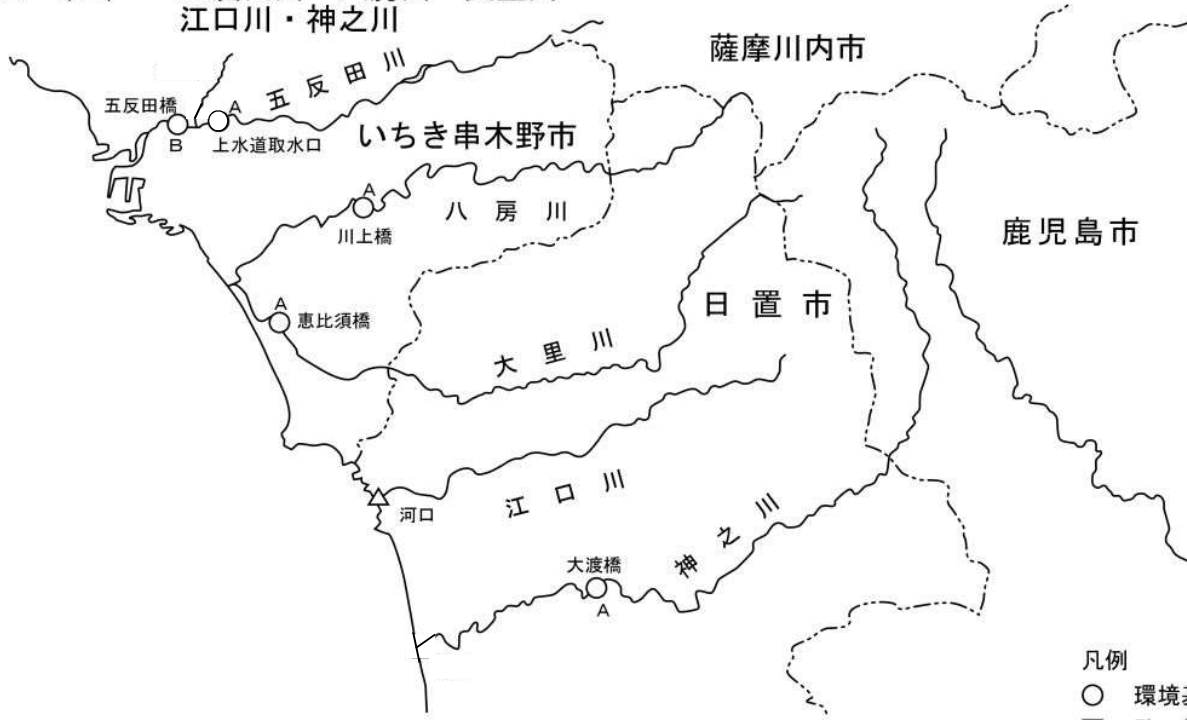 江口川・神之川
薩摩川内市
五反田川
五反田橋
A
B
上水道取水口
いちき串木野市
A
八房川
川上橋
鹿児島市
A
恵比須橋
日置市
大里川
江口川
河口
神之川
大渡橋
A
凡例
○ 環境